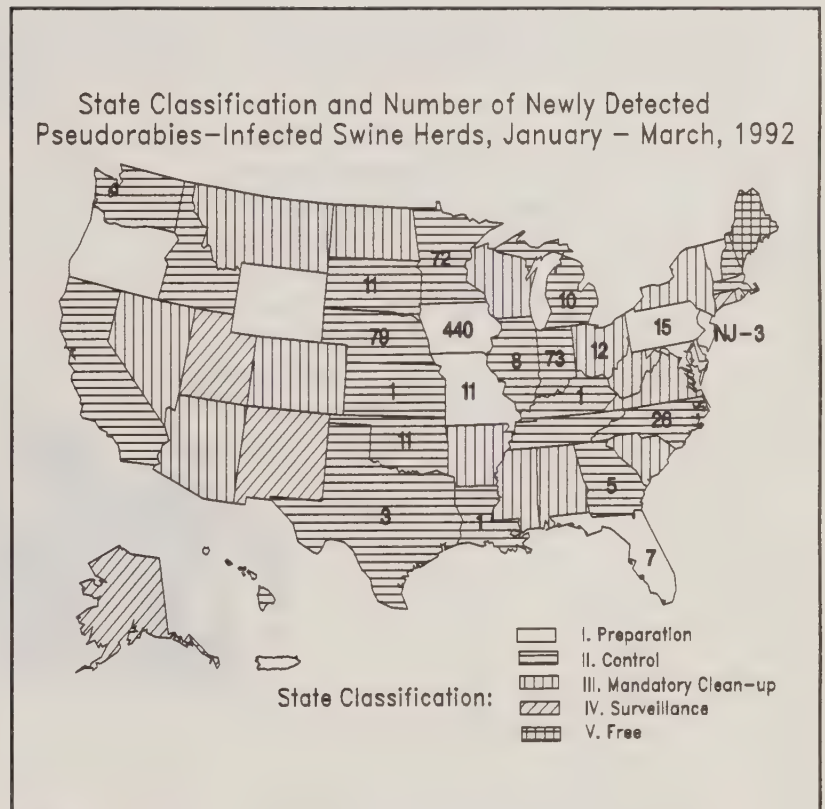 State Classification and Number of Newly Detected
Pseudorabies-Infected Swine Herds, January - March, 1992
72
11
10
79
440
15
NJ-3
8
73
12
1
11
1
28
11
5
3
1
7
I. Preparation
II. Control
III. Mandatory Clean-up
State Classification:
IV. Surveillance
V. Free